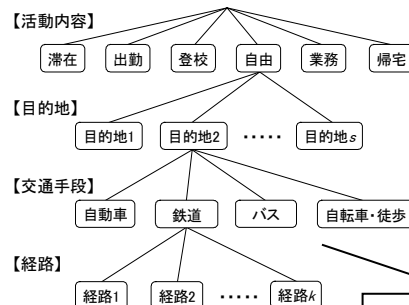 【活動内容】
滞在 出勤 登校 自由 業務 帰宅
【目的地】
目的地1 目的地2 ・・・・・ 目的地s
【交通手段】
自動車 鉄道 バス 自転車・徒歩
【経路】
経路1 経路2 ・・・・・ 経路k